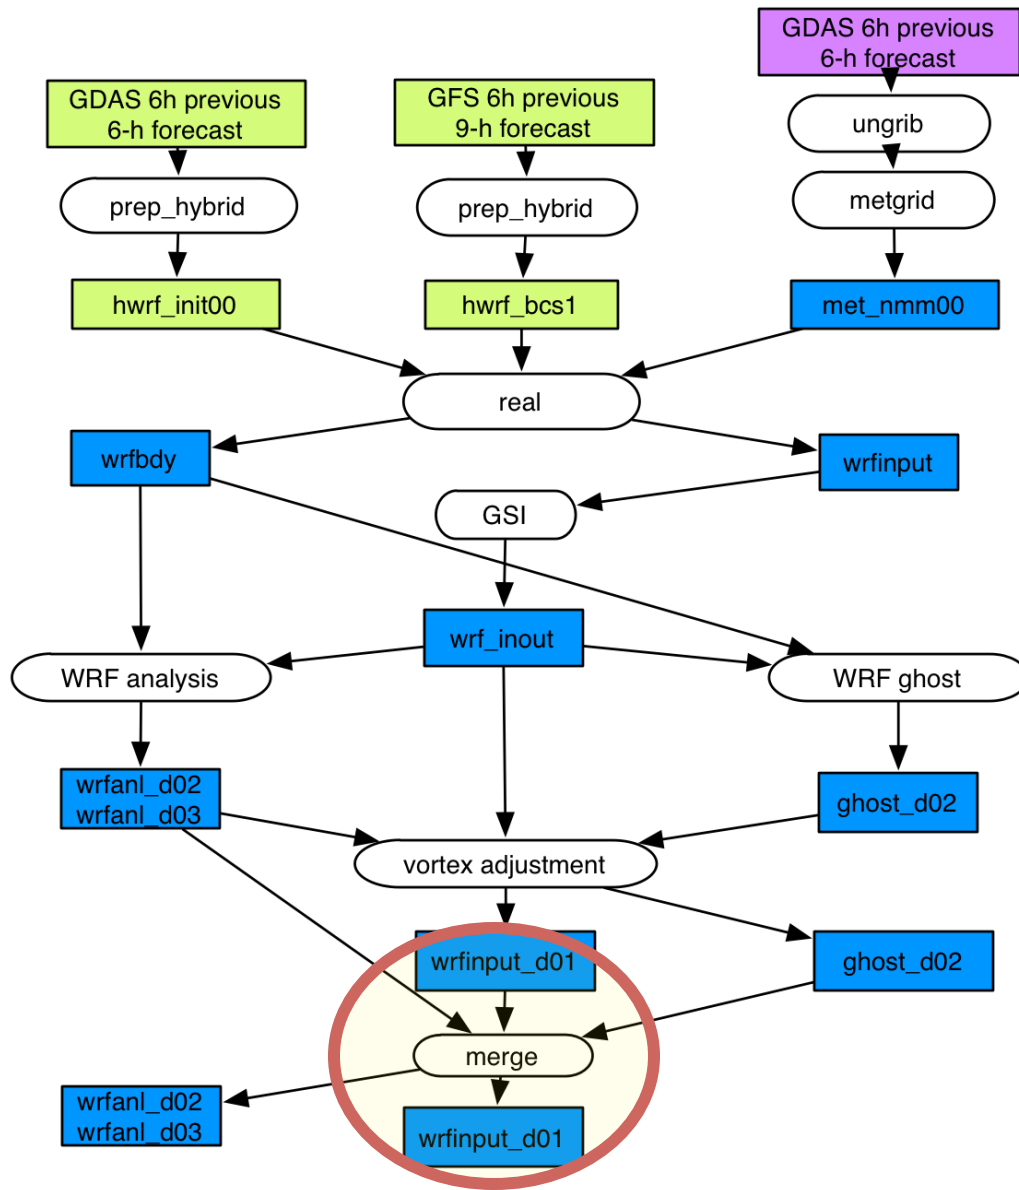 GDAS 6h previous
6-h forecast
GDAS 6h previous
6-h forecast
GFS 6h previous
9-h forecast
ungrib
prep_hybrid
prep_hybrid
metgrid
hwrf_init00
hwrf_bcs1
met_nmm00
real
wrfbdy
wrfinput
GSI
wrf_inout
WRF analysis
WRF ghost
wrfanl_d02
wrfanl_d03
ghost_d02
vortex adjustment
wrfinput_d01
ghost_d02
merge
wrfanl_d02
wrfanl_d03
wrfinput_d01